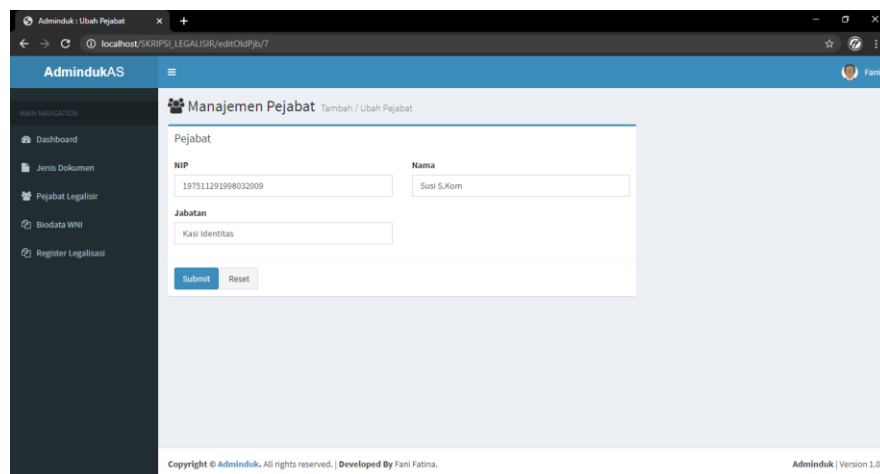 Adminduk : Ubah Pejabat
localhost/SKRIPSI_LEGALISIR/editOldPjb/7
AdmindukAS
Fani
MAIN NAVIGATION
Dashboard
Jenis Dokumen
Pejabat Legalisir
Biodata WNI
Register Legalisasi
Manajemen Pejabat Tambah / Ubah Pejabat
Pejabat
NIP Nama
197511291998032009 Susi S.Kom
Jabatan
Kasi Identitas
Submit Reset
Copyright © Adminduk. All rights reserved. | Developed By Fani Fatina. Adminduk | Version 1.0